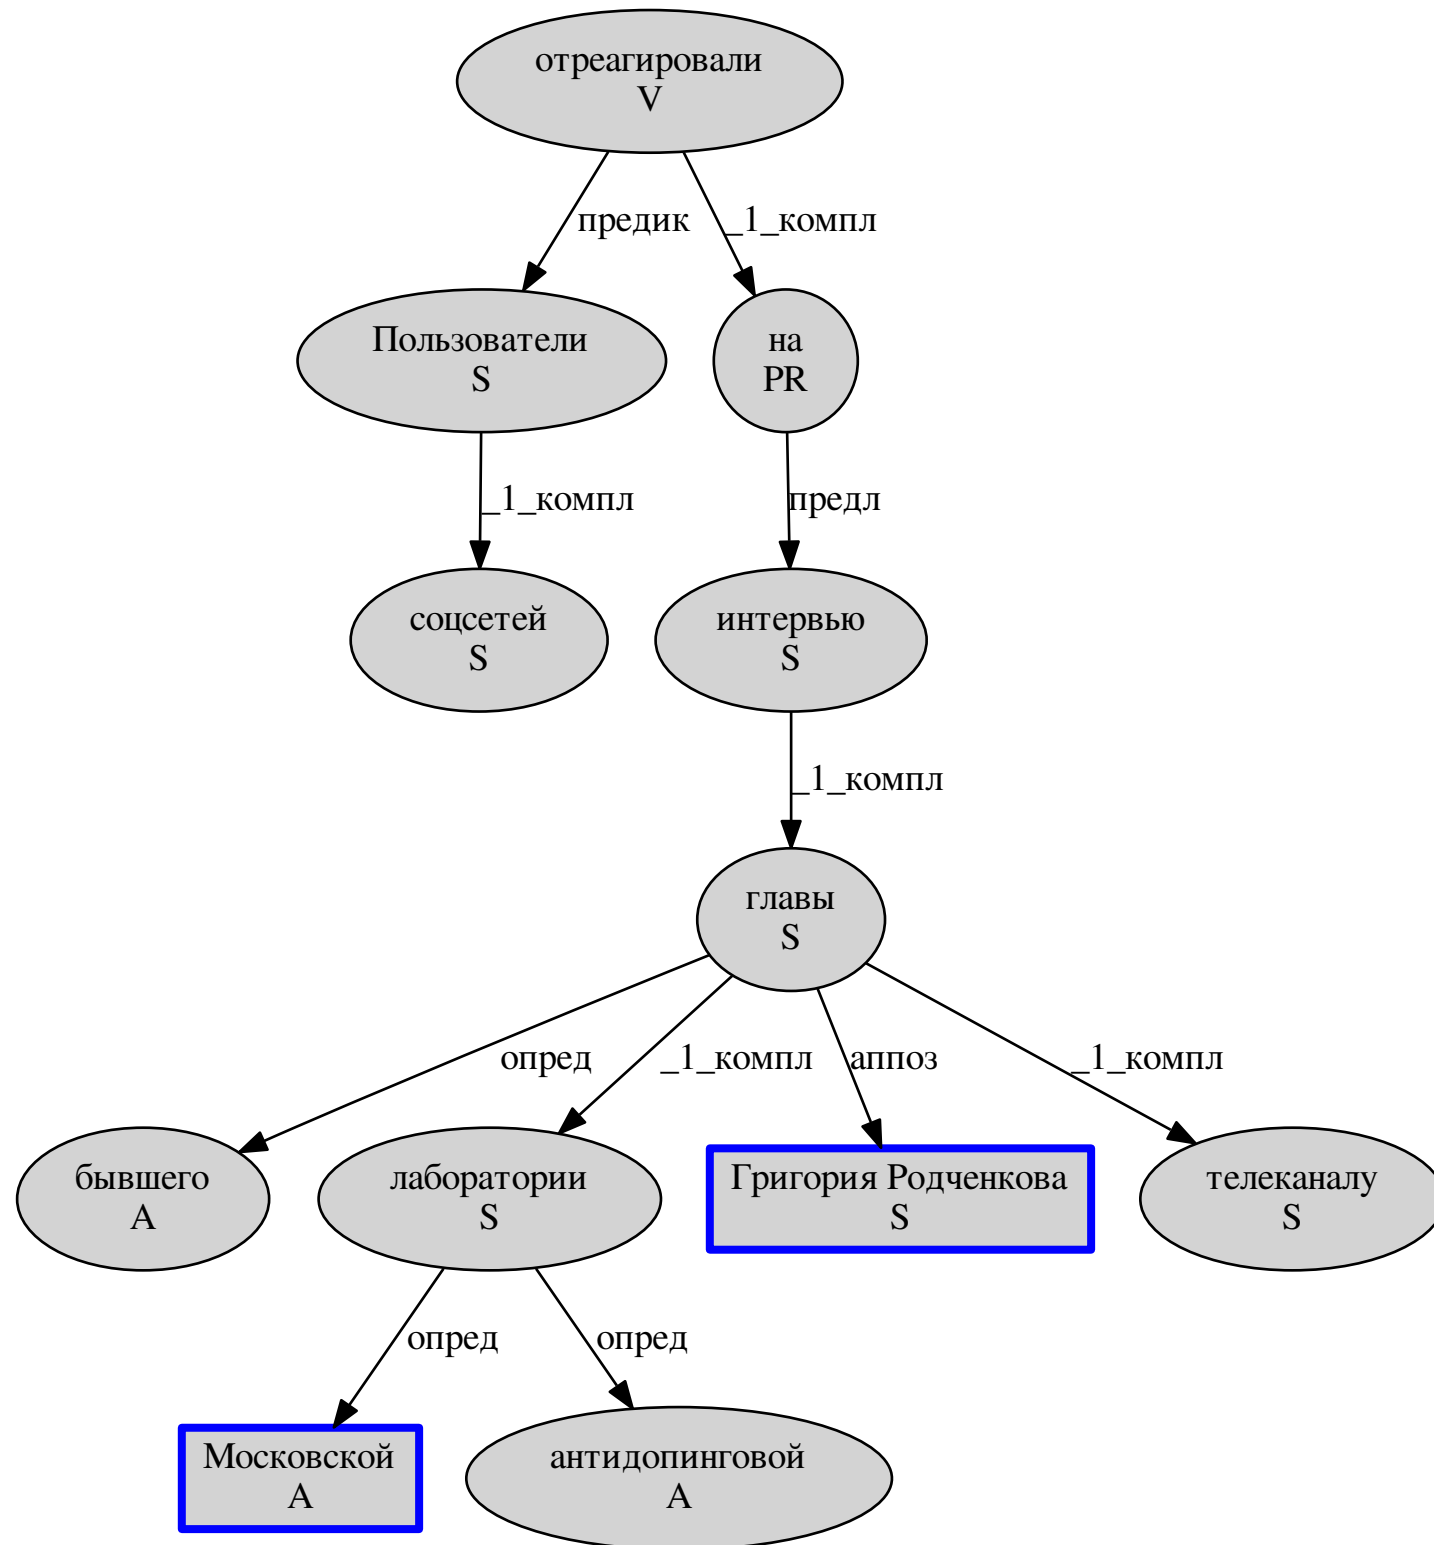 отреагировали
V
предик
_1_компл
Пользователи
S
на
PR
_1_компл
предл
соцсетей
S
интервью
S
_1_компл
главы
S
опред
_1_компл
аппоз
_1_компл
бывшего
A
лаборатории
S
Григория Родченкова
S
телеканалу
S
опред
опред
Московской
A
антидопинговой
A